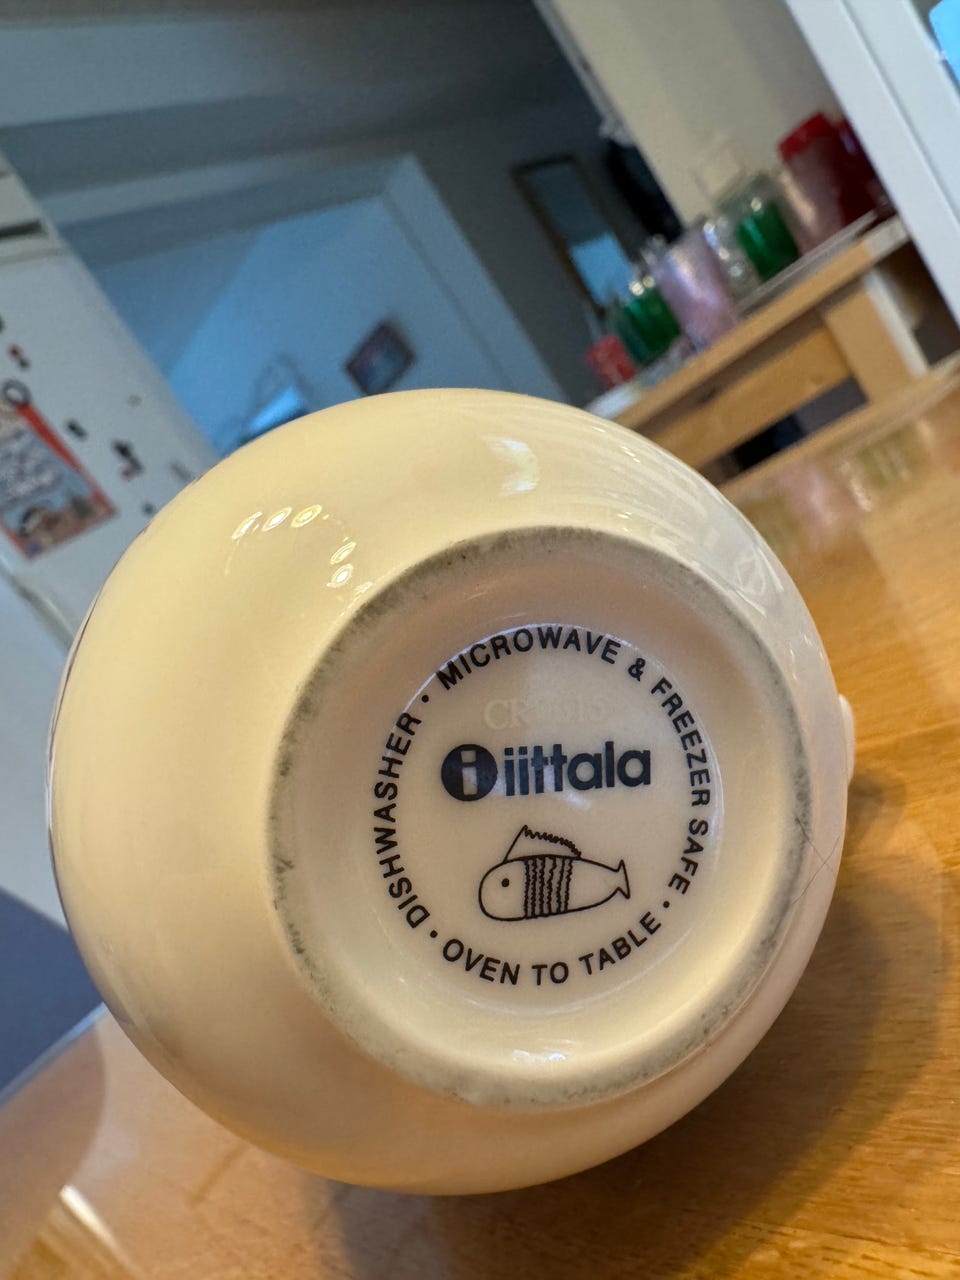 DISHWASHER • MICROWAVE & FREEZER SAFE • OVEN TO TABLE •
i iittala